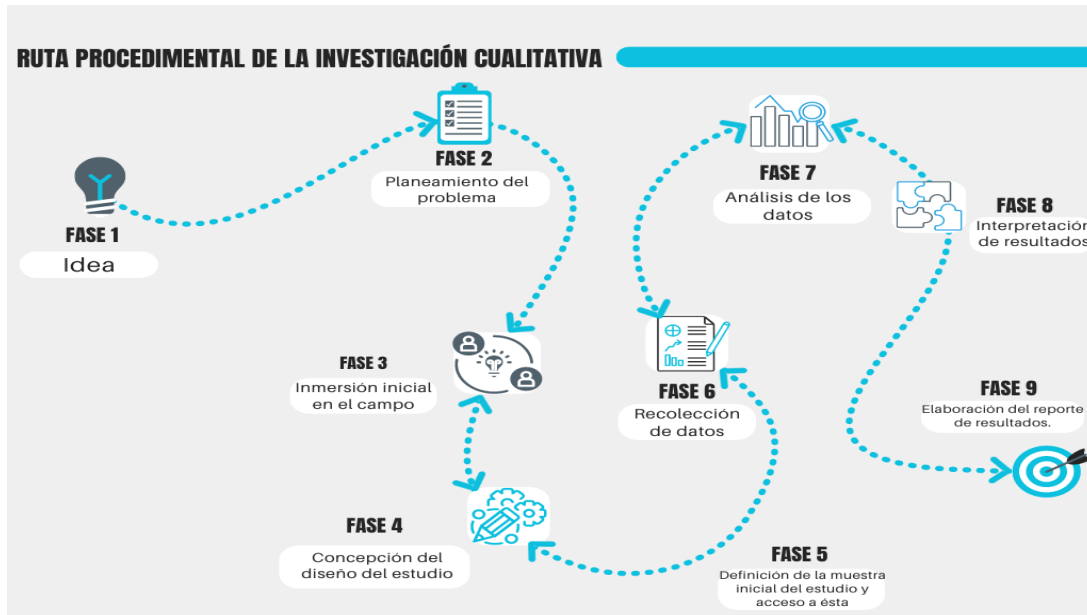 RUTA PROCEDIMENTAL DE LA INVESTIGACIÓN CUALITATIVA
FASE 1
Idea
FASE 2
Planeamiento del
problema
FASE 3
Inmersión inicial
en el campo
FASE 4
Concepción del
diseño del estudio
FASE 5
Definición de la muestra
inicial del estudio y
acceso a ésta
FASE 6
Recolección
de datos
FASE 7
Análisis de los
datos
FASE 8
Interpretación
de resultados
FASE 9
Elaboración del reporte
de resultados.